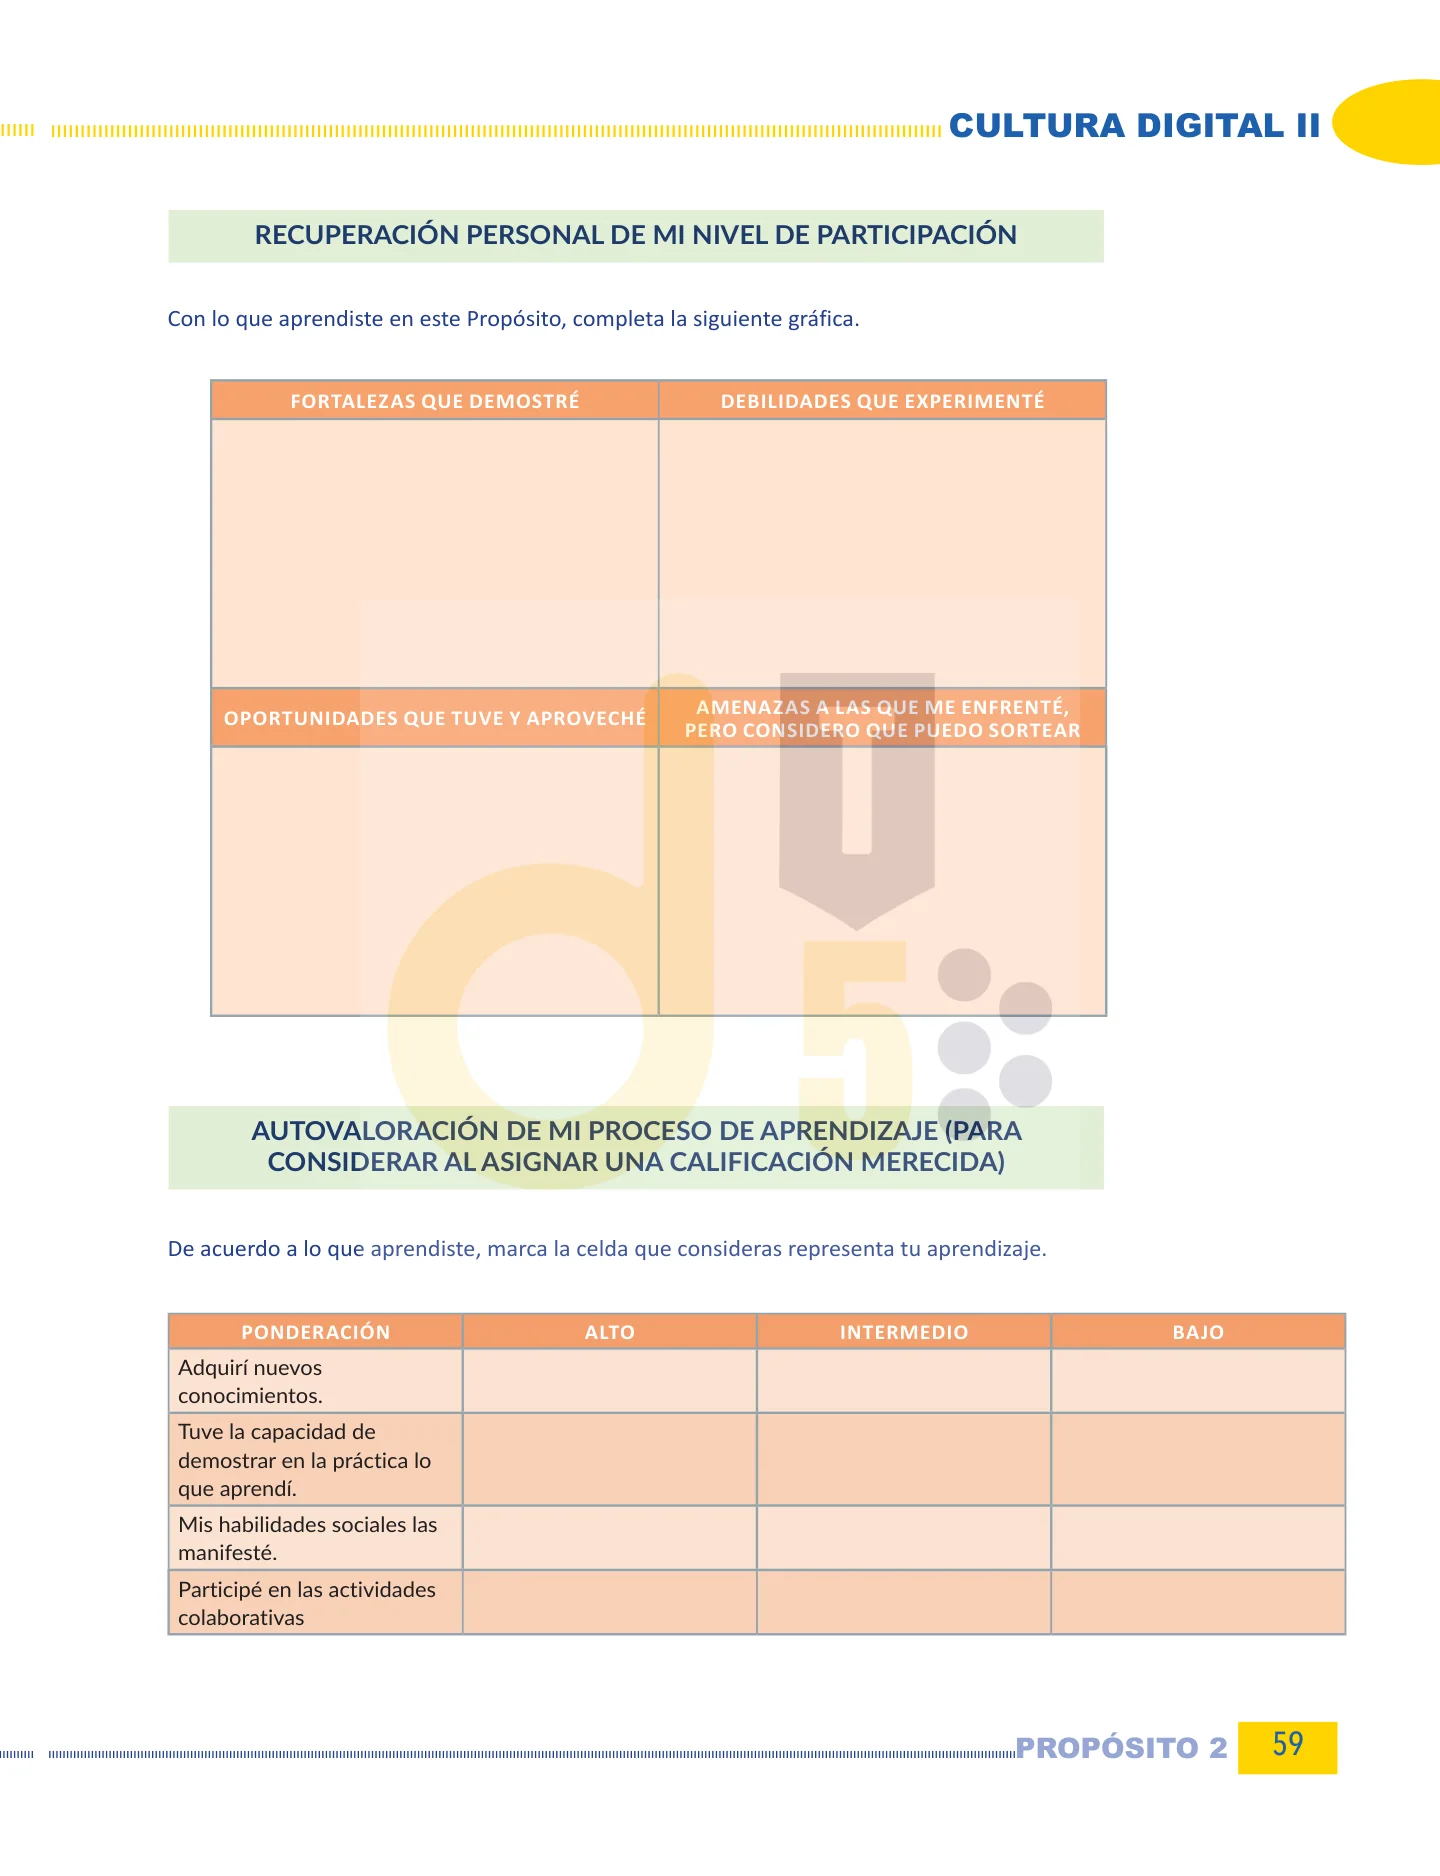 CULTURA DIGITAL II
RECUPERACIÓN PERSONAL DE MI NIVEL DE PARTICIPACIÓN
Con lo que aprendiste en este Propósito, completa la siguiente gráfica.
FORTALEZAS QUE DEMOSTRÉ
DEBILIDADES QUE EXPERIMENTÉ
OPORTUNIDADES QUE TUVE Y APROVECHÉ
AMENAZAS A LAS QUE ME ENFRENTÉ,
PERO CONSIDERO QUE PUEDO SORTEAR
d
5
AUTOVALORACIÓN DE MI PROCESO DE APRENDIZAJE (PARA
CONSIDERAR AL ASIGNAR UNA CALIFICACIÓN MERECIDA)
De acuerdo a lo que aprendiste, marca la celda que consideras representa tu aprendizaje.
PONDERACIÓN
ALTO
INTERMEDIO
BAJO
Adquirí nuevos
conocimientos.
Tuve la capacidad de
demostrar en la práctica lo
que aprendí.
Mis habilidades sociales las
manifesté.
Participé en las actividades
colaborativas
PROPÓSITO 2
59